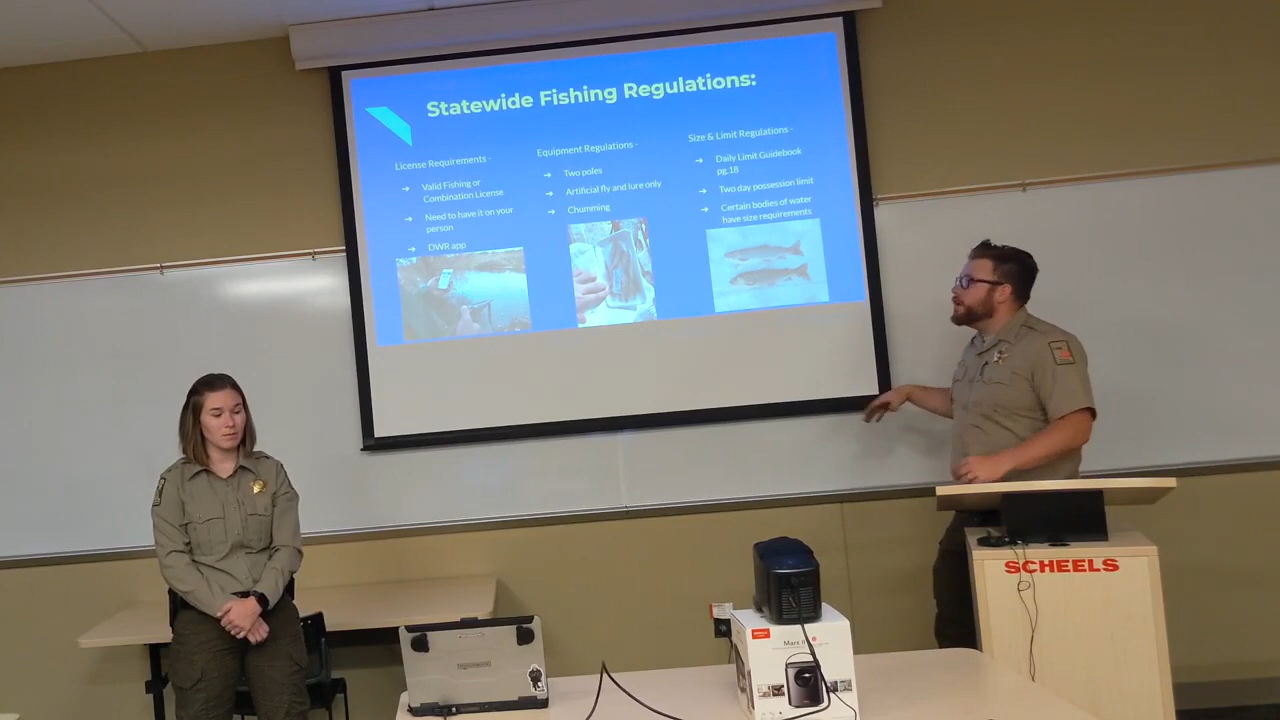 Statewide Fishing Regulations:
License Requirements -
➔ Valid Fishing or
Combination License
➔ Need to have it on your
person
➔ DWR app
Equipment Regulations -
➔ Two poles
➔ Artificial fly and lure only
➔ Chumming
Size & Limit Regulations -
➔ Daily Limit Guidebook
pg.18
➔ Two day possession limit
➔ Certain bodies of water
have size requirements
SCHEELS
Mars II